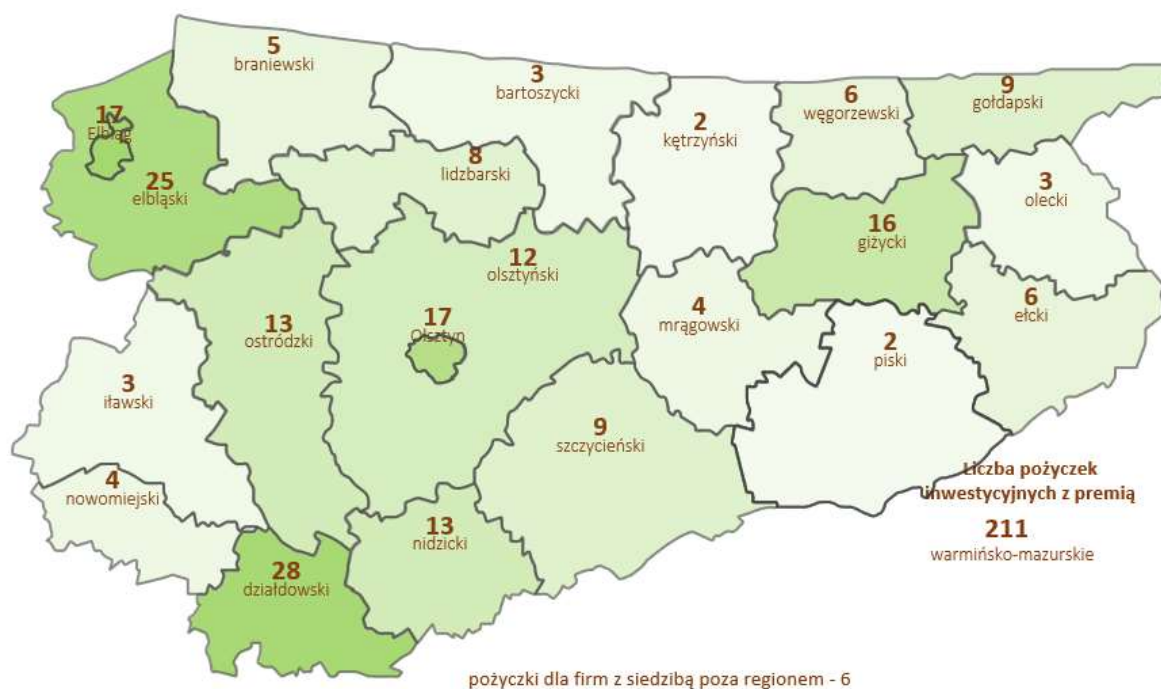 5
braniewski
3
bartoszycki
2
kętrzyński
6
węgorzewski
9
gołdapski
17
Elbląg
25
elbląski
8
lidzbarski
3
olecki
16
giżycki
12
olsztyński
13
ostródzki
17
Olsztyn
4
mrągowski
6
ełcki
2
piski
3
iławski
9
szczycieński
4
nowomiejski
13
nidzicki
28
działdowski
Liczba pożyczek
inwestycyjnych z premią
211
warmińsko-mazurskie
pożyczki dla firm z siedzibą poza regionem - 6